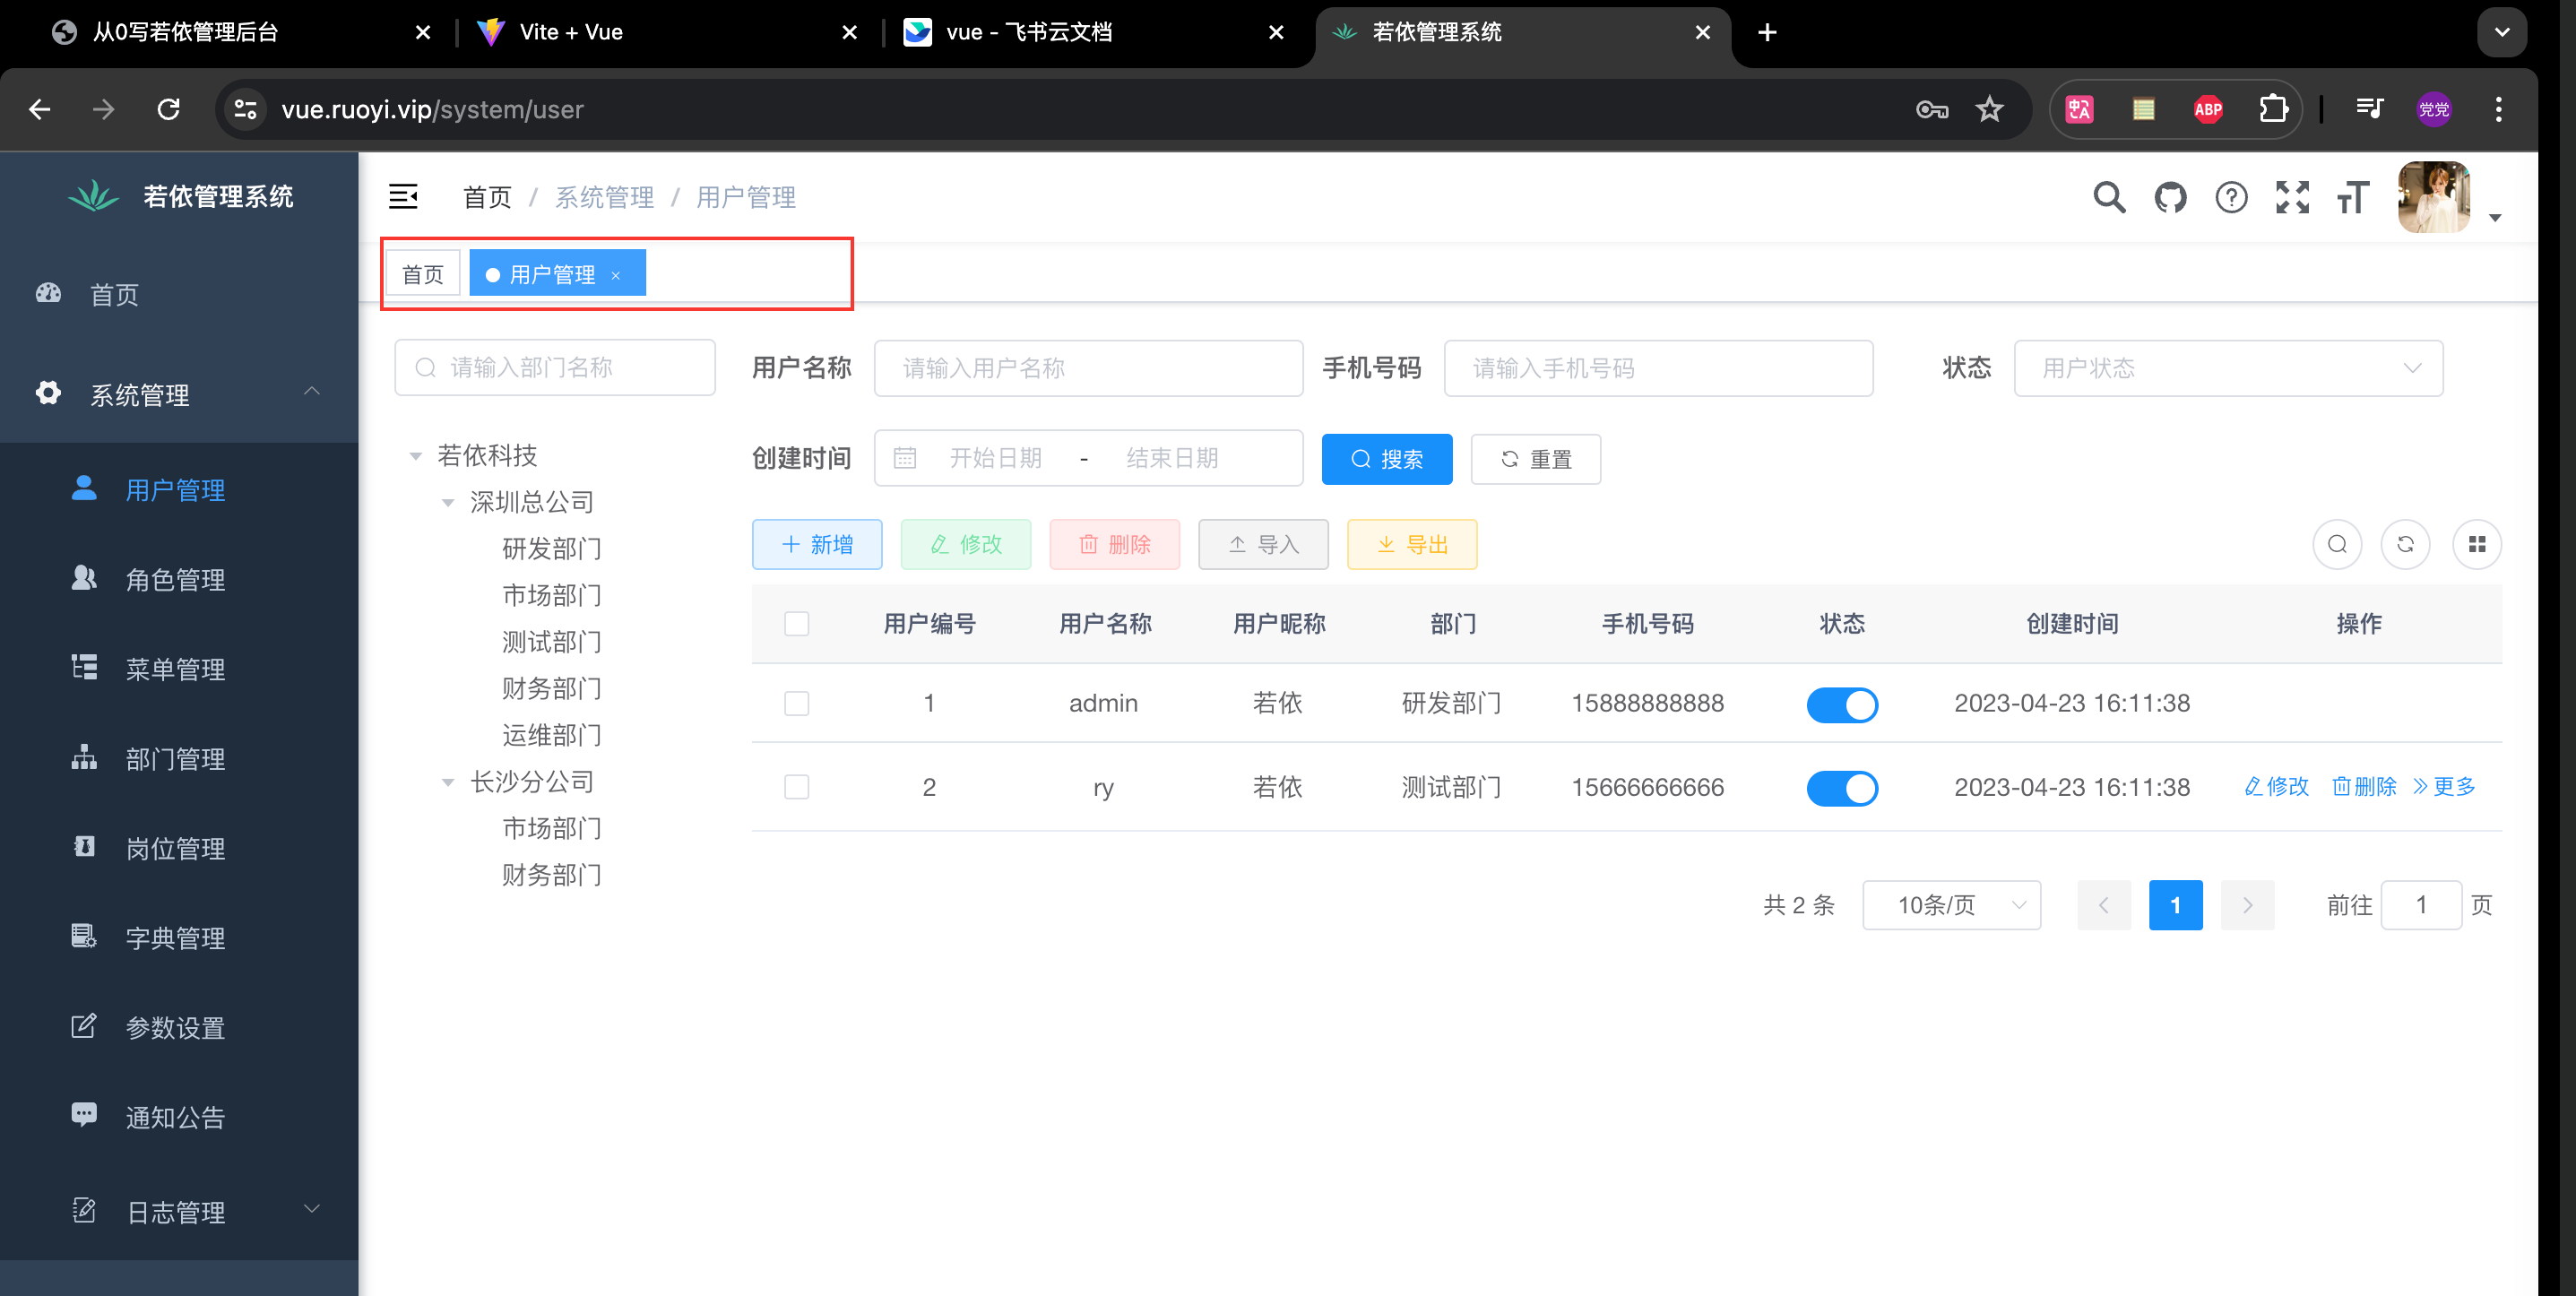 从0写若依管理后台
Vite + Vue
vue - 飞书云文档
若依管理系统
vue.ruoyi.vip/system/user
中A
ABP
党党
若依管理系统
首页 / 系统管理 / 用户管理
首页
用户管理 ×
首页
系统管理
用户管理
角色管理
菜单管理
部门管理
岗位管理
字典管理
参数设置
通知公告
日志管理
请输入部门名称
若依科技
深圳总公司
研发部门
市场部门
测试部门
财务部门
运维部门
长沙分公司
市场部门
财务部门
用户名称 请输入用户名称 手机号码 请输入手机号码 状态 用户状态
创建时间 开始日期 - 结束日期 搜索 重置
新增 修改 删除 导入 导出
用户编号 用户名称 用户昵称 部门 手机号码 状态 创建时间 操作
1 admin 若依 研发部门 15888888888 2023-04-23 16:11:38
2 ry 若依 测试部门 15666666666 2023-04-23 16:11:38 修改 删除 更多
共 2 条 10条/页 1 前往 1 页